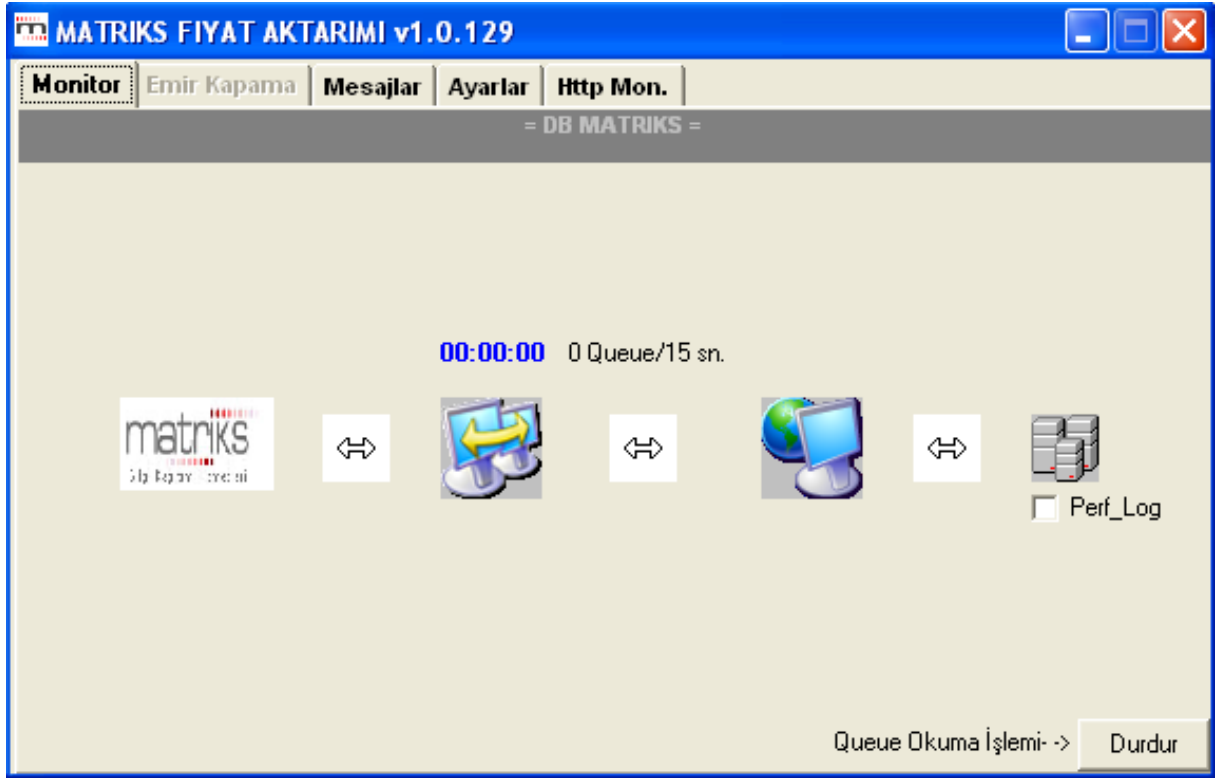 MATRIKS FIYAT AKTARIMI v1.0.129
Monitor Emir Kapama Mesajlar Ayarlar Http Mon.
= DB MATRIKS =
00:00:00 0 Queue/15 sn.
matriks
Perf_Log
Queue Okuma İşlemi- -> Durdur